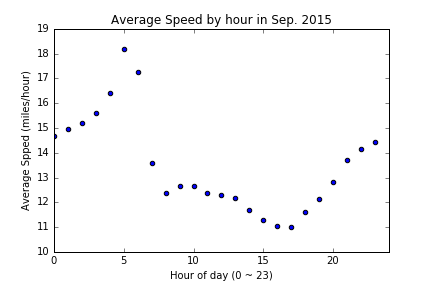 Average Speed by hour in Sep. 2015
19
18
17
16
15
14
13
12
11
10
Average Spped (miles/hour)
0 5 10 15 20
Hour of day (0 ~ 23)